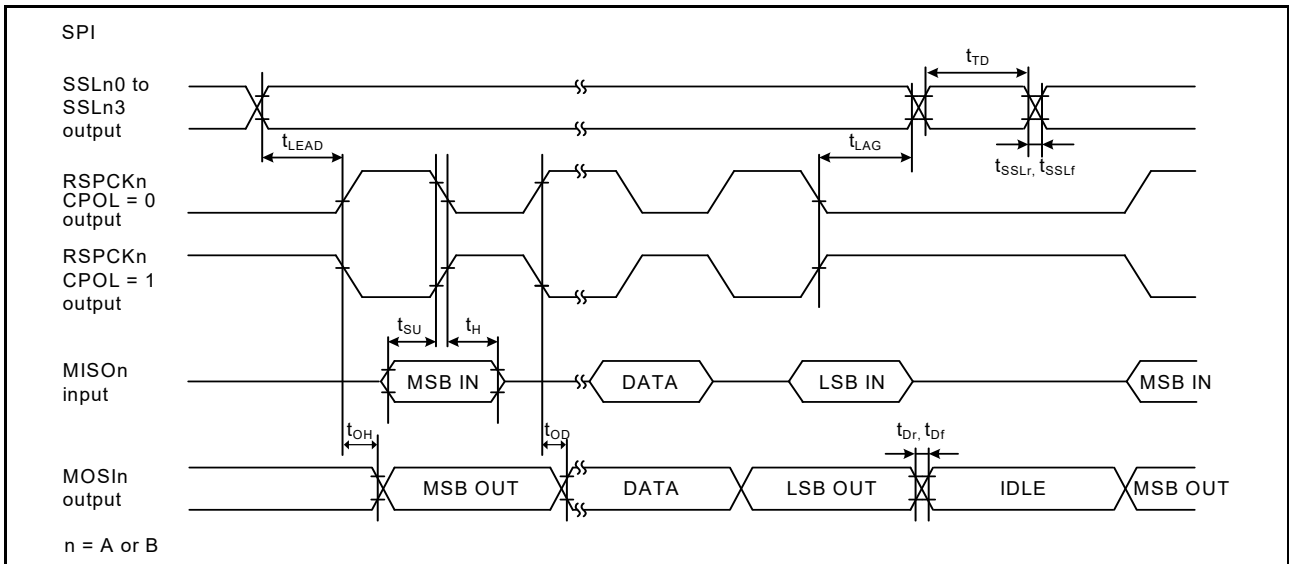 SPI
tTD
SSLn0 to
SSLn3
output
tLEAD
tLAG
tSSLr, tSSLf
RSPCKn
CPOL = 0
output
RSPCKn
CPOL = 1
output
tSU
tH
MISOn
input
MSB IN
DATA
LSB IN
MSB IN
tOH
tOD
tDr, tDf
MOSIn
output
MSB OUT
DATA
LSB OUT
IDLE
MSB OUT
n = A or B